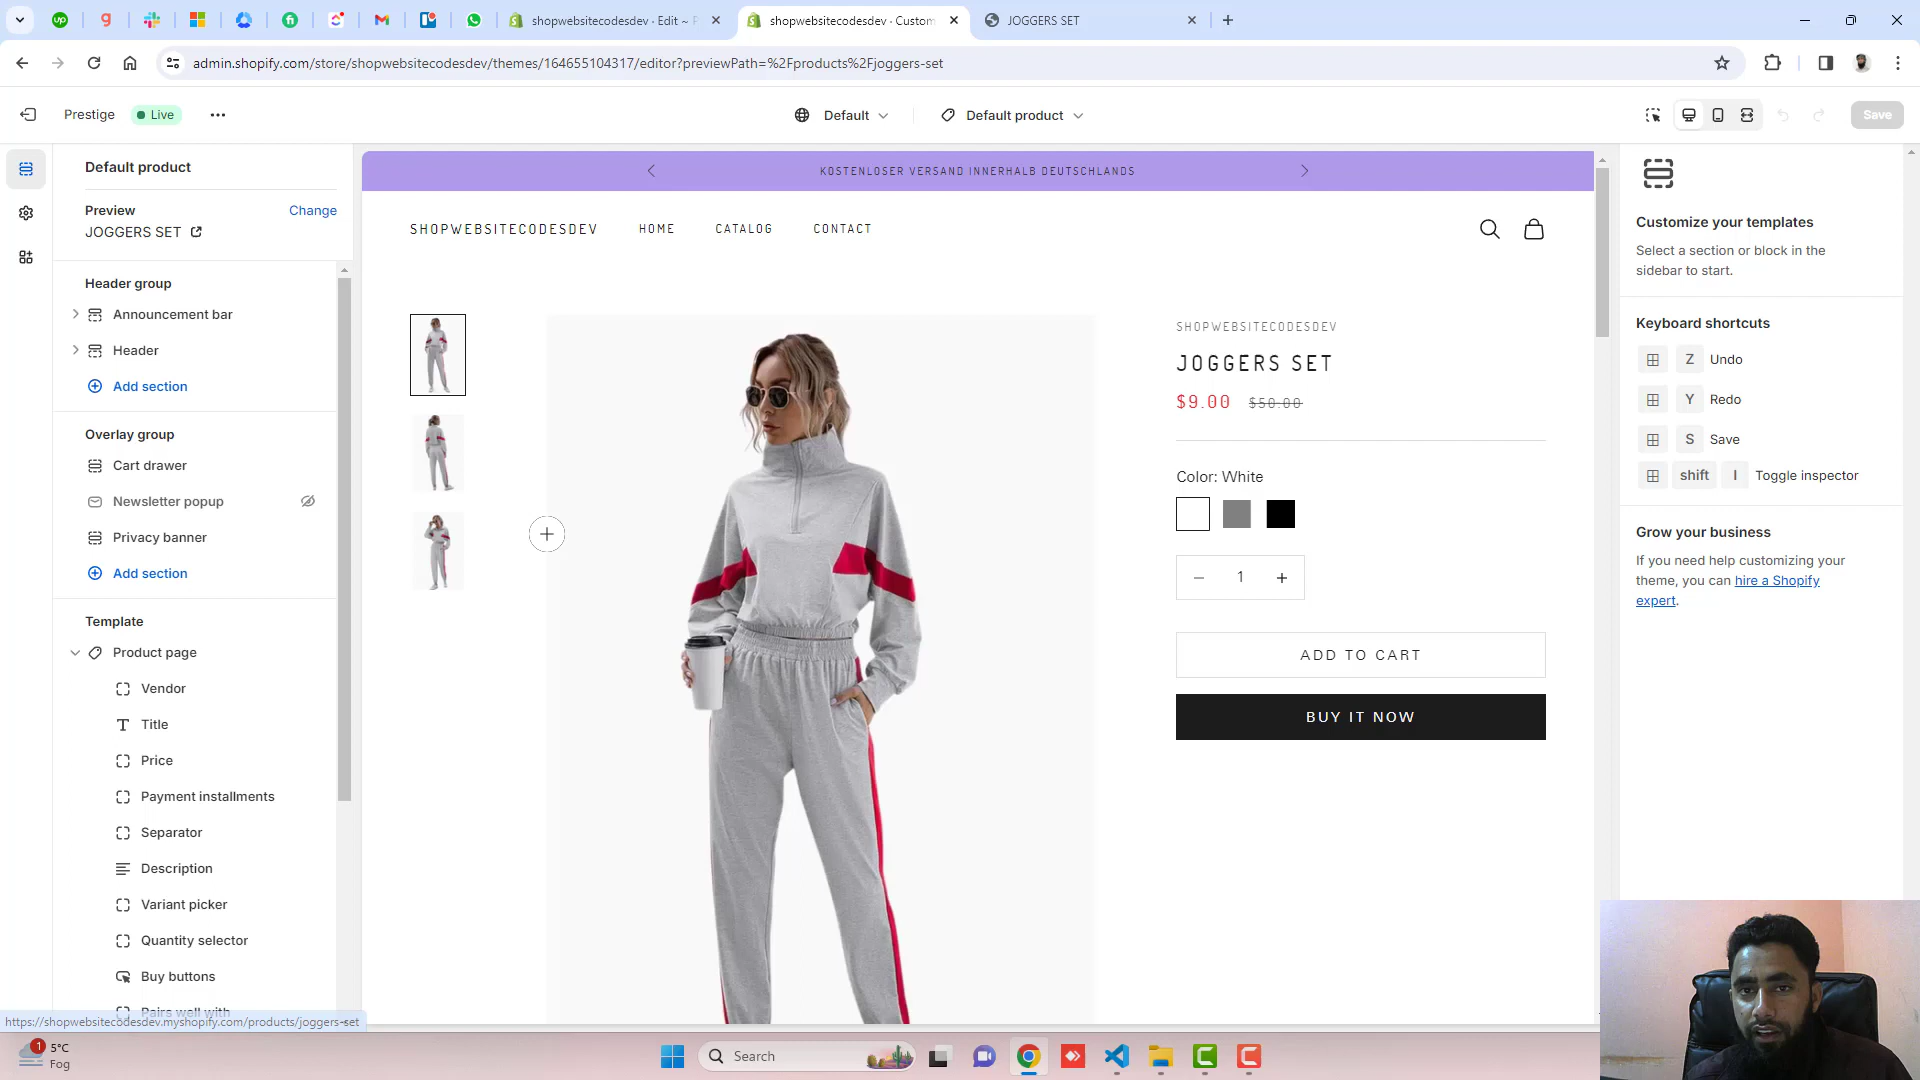 shopwebsitecodesdev · Edit ~
shopwebsitecodesdev · Custom
JOGGERS SET
admin.shopify.com/store/shopwebsitecodesdev/themes/164655104317/editor?previewPath=%2Fproducts%2Fjoggers-set
Prestige
Live
Default
Default product
Save
Default product
Preview
Change
JOGGERS SET
Header group
Announcement bar
Header
Add section
Overlay group
Cart drawer
Newsletter popup
Privacy banner
Add section
Template
Product page
Vendor
Title
Price
Payment installments
Separator
Description
Variant picker
Quantity selector
Buy buttons
Pairs well with
https://shopwebsitecodesdev.myshopify.com/products/joggers-set
KOSTENLOSER VERSAND INNERHALB DEUTSCHLANDS
SHOPWEBSITECODESDEV
HOME
CATALOG
CONTACT
SHOPWEBSITECODESDEV
JOGGERS SET
$9.00 $50.00
Color: White
1
ADD TO CART
BUY IT NOW
Customize your templates
Select a section or block in the
sidebar to start.
Keyboard shortcuts
Z Undo
Y Redo
S Save
shift I Toggle inspector
Grow your business
If you need help customizing your
theme, you can hire a Shopify
expert.
1
5°C
Fog
Search